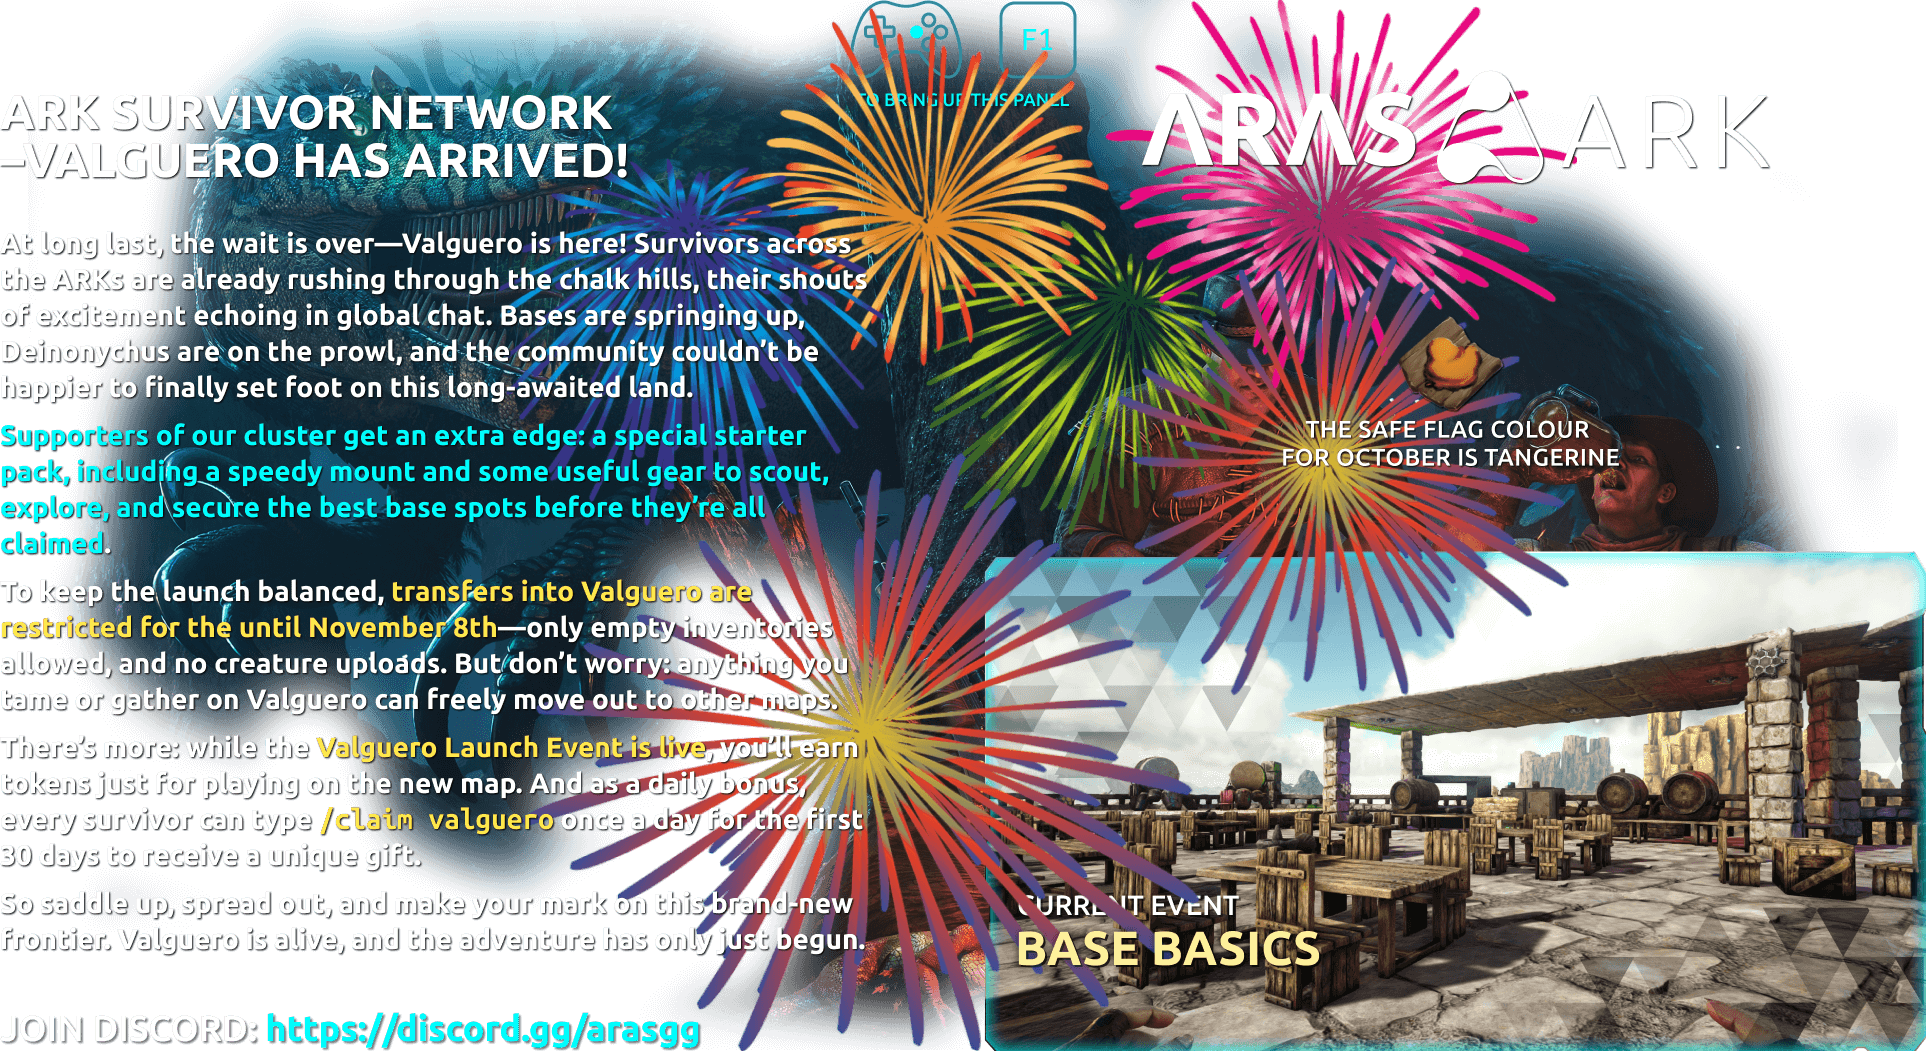 F1
TO BRING UP THIS PANEL
ARAS ARK
ARK SURVIVOR NETWORK
–VALGUERO HAS ARRIVED!
At long last, the wait is over—Valguero is here! Survivors across
the ARKs are already rushing through the chalk hills, their shouts
of excitement echoing in global chat. Bases are springing up,
Deinonychus are on the prowl, and the community couldn’t be
happier to finally set foot on this long-awaited land.
Supporters of our cluster get an extra edge: a special starter
pack, including a speedy mount and some useful gear to scout,
explore, and secure the best base spots before they’re all
claimed.
To keep the launch balanced, transfers into Valguero are
restricted for the until November 8th—only empty inventories
allowed, and no creature uploads. But don’t worry: anything you
tame or gather on Valguero can freely move out to other maps.
There’s more: while the Valguero Launch Event is live, you’ll earn
tokens just for playing on the new map. And as a daily bonus,
every survivor can type /claim valguero once a day for the first
30 days to receive a unique gift.
So saddle up, spread out, and make your mark on this brand-new
frontier. Valguero is alive, and the adventure has only just begun.
JOIN DISCORD: https://discord.gg/arasgg
THE SAFE FLAG COLOUR
FOR OCTOBER IS TANGERINE
CURRENT EVENT
BASE BASICS